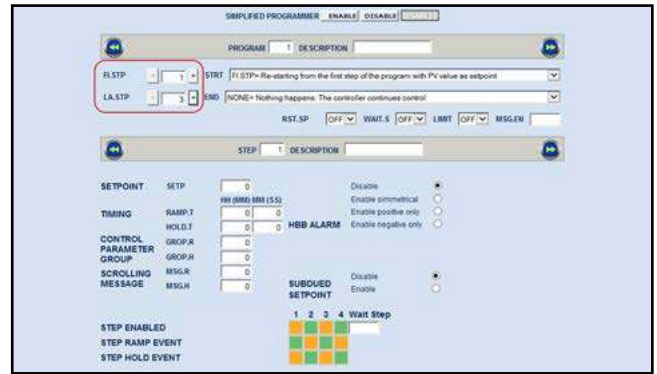 SIMPLIFIED PROGRAMMER ENABLE DISABLE
PROGRAM 1 DESCRIPTION
FI.STP - 1 + STRT FI.STP= Re-starting from the first step of the program with PV value as setpoint
LA.STP - 3 + END NONE= Nothing happens. The controller continues control
RST.SP OFF WAIT.S OFF LIMIT OFF MSG.EN
STEP 1 DESCRIPTION
SETPOINT SETP 0 Disable
HH (MM) MM (SS) Enable simmetrical
TIMING RAMP.T 0 0 HBB ALARM Enable positive only
HOLD.T 0 0 Enable negative only
CONTROL PARAMETER GROUP GROP.R 0
GROP.H 0
SCROLLING MESSAGE MSG.R 0 SUBDUED SETPOINT Disable
MSG.H 0 Enable
1 2 3 4 Wait Step
STEP ENABLED
STEP RAMP EVENT
STEP HOLD EVENT